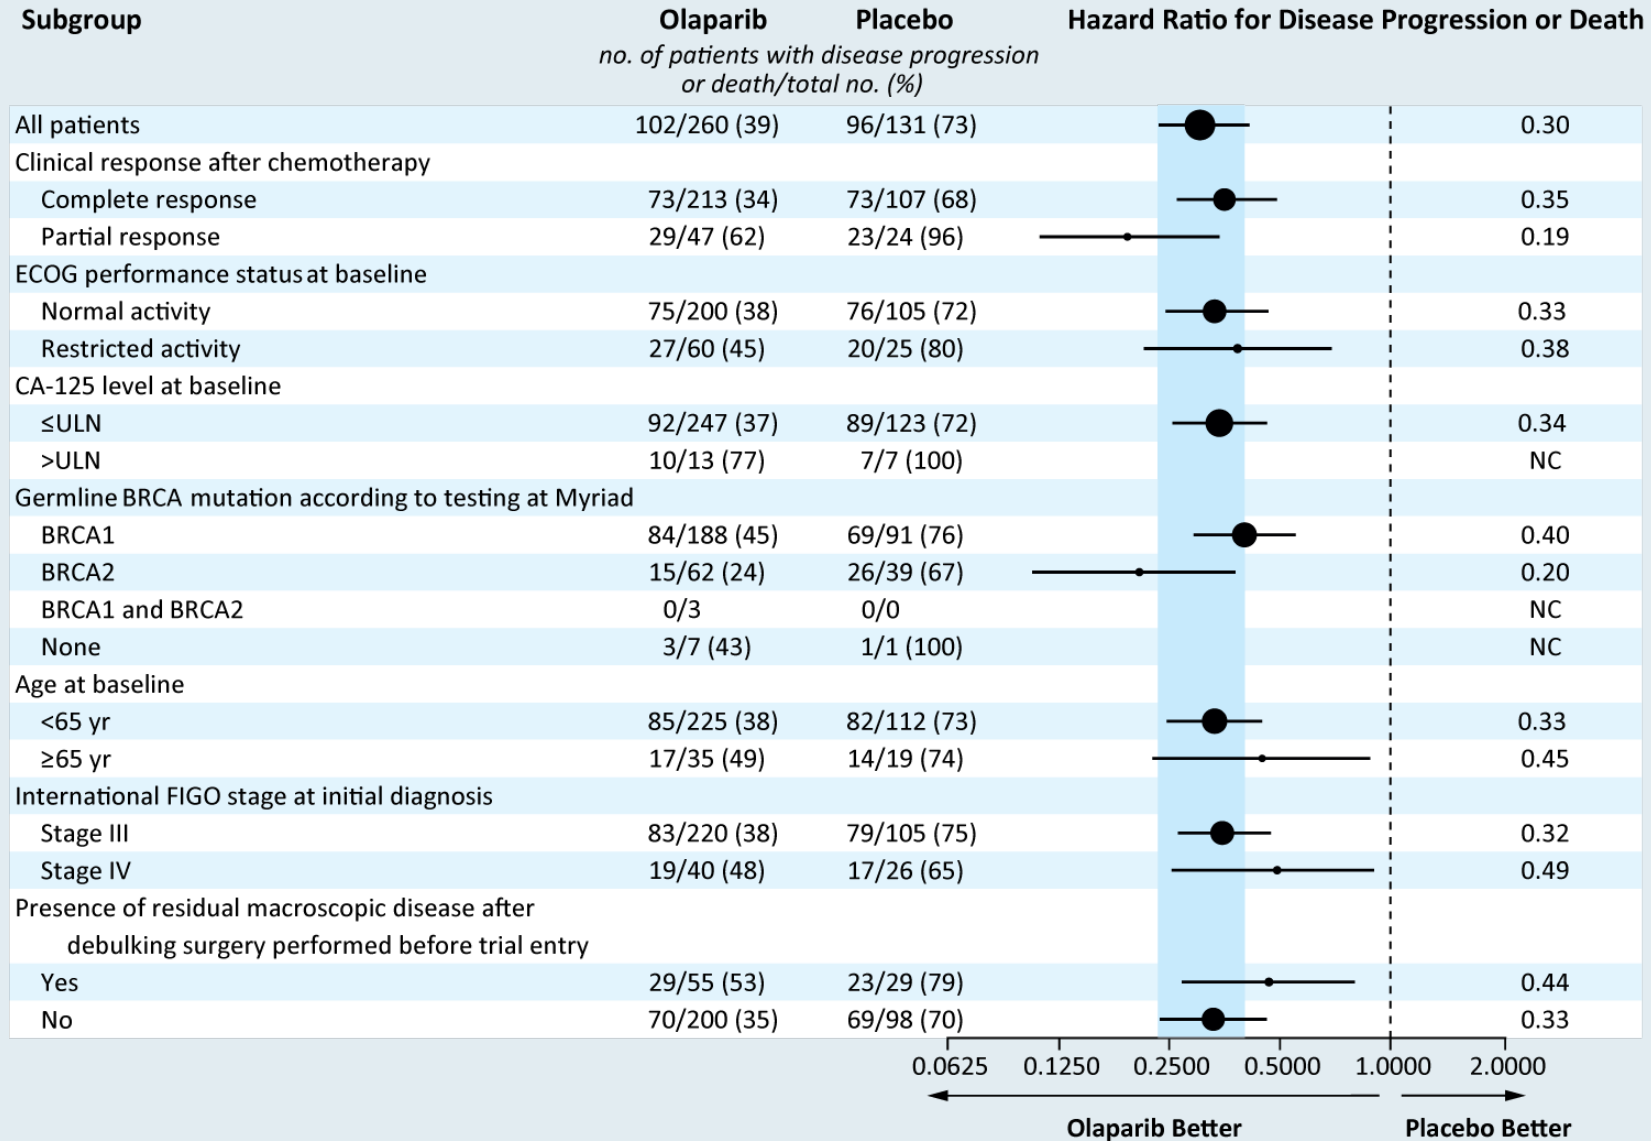 Subgroup Olaparib Placebo Hazard Ratio for Disease Progression or Death
no. of patients with disease progression
or death/total no. (%)
All patients 102/260 (39) 96/131 (73) 0.30
Clinical response after chemotherapy
Complete response 73/213 (34) 73/107 (68) 0.35
Partial response 29/47 (62) 23/24 (96) 0.19
ECOG performance status at baseline
Normal activity 75/200 (38) 76/105 (72) 0.33
Restricted activity 27/60 (45) 20/25 (80) 0.38
CA-125 level at baseline
≤ULN 92/247 (37) 89/123 (72) 0.34
>ULN 10/13 (77) 7/7 (100) NC
Germline BRCA mutation according to testing at Myriad
BRCA1 84/188 (45) 69/91 (76) 0.40
BRCA2 15/62 (24) 26/39 (67) 0.20
BRCA1 and BRCA2 0/3 0/0 NC
None 3/7 (43) 1/1 (100) NC
Age at baseline
<65 yr 85/225 (38) 82/112 (73) 0.33
≥65 yr 17/35 (49) 14/19 (74) 0.45
International FIGO stage at initial diagnosis
Stage III 83/220 (38) 79/105 (75) 0.32
Stage IV 19/40 (48) 17/26 (65) 0.49
Presence of residual macroscopic disease after
debulking surgery performed before trial entry
Yes 29/55 (53) 23/29 (79) 0.44
No 70/200 (35) 69/98 (70) 0.33
0.0625 0.1250 0.2500 0.5000 1.0000 2.0000
Olaparib Better Placebo Better